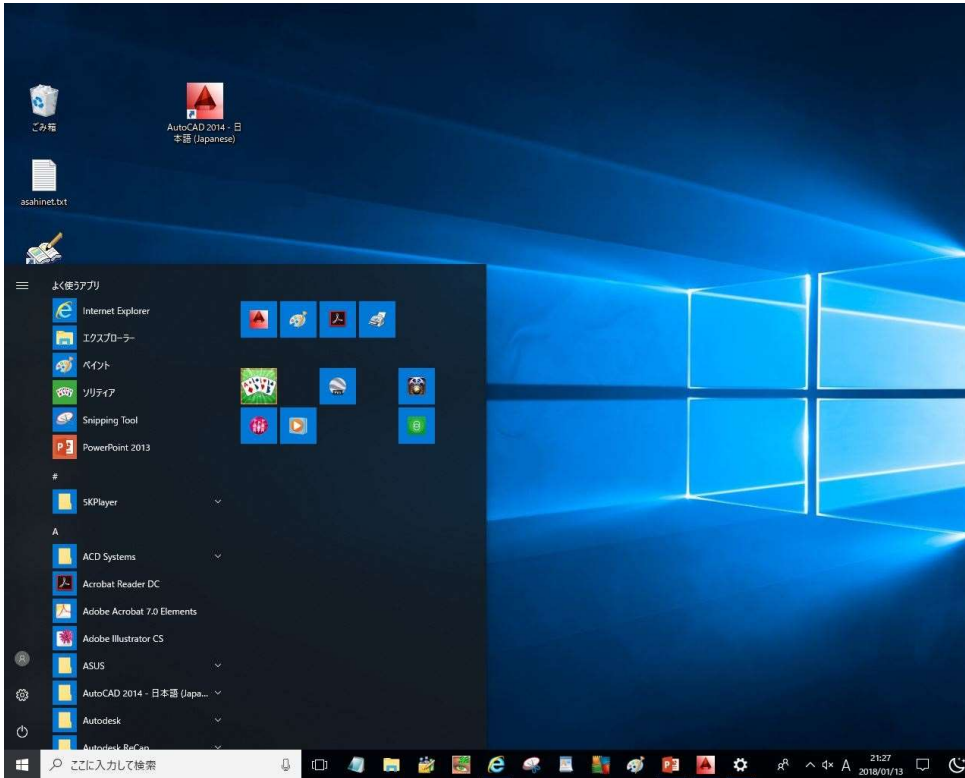 ごみ箱
AutoCAD 2014 - 日
本語 (Japanese)
asahinet.txt
よく使うアプリ
Internet Explorer
エクスプローラー
ペイント
ソリティア
Snipping Tool
PowerPoint 2013
#
5KPlayer
A
ACD Systems
Acrobat Reader DC
Adobe Acrobat 7.0 Elements
Adobe Illustrator CS
ASUS
AutoCAD 2014 - 日本語 (Japa...
Autodesk
Autodesk ReCap
ここに入力して検索
A
21:27
2018/01/13